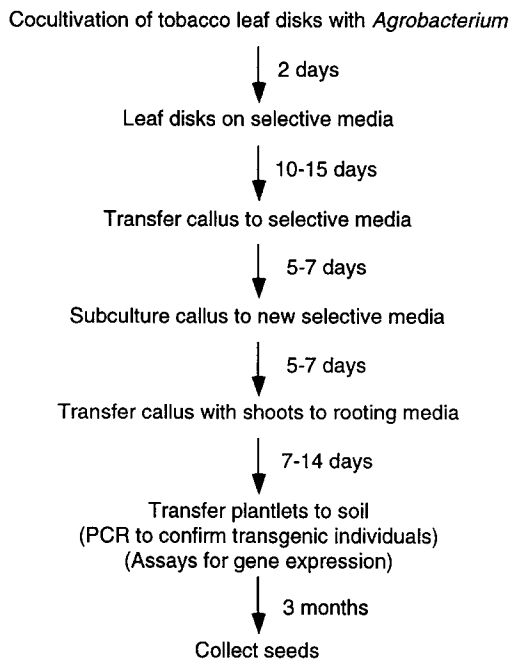 Cocultivation of tobacco leaf disks with Agrobacterium
2 days
Leaf disks on selective media
10-15 days
Transfer callus to selective media
5-7 days
Subculture callus to new selective media
5-7 days
Transfer callus with shoots to rooting media
7-14 days
Transfer plantlets to soil
(PCR to confirm transgenic individuals)
(Assays for gene expression)
3 months
Collect seeds